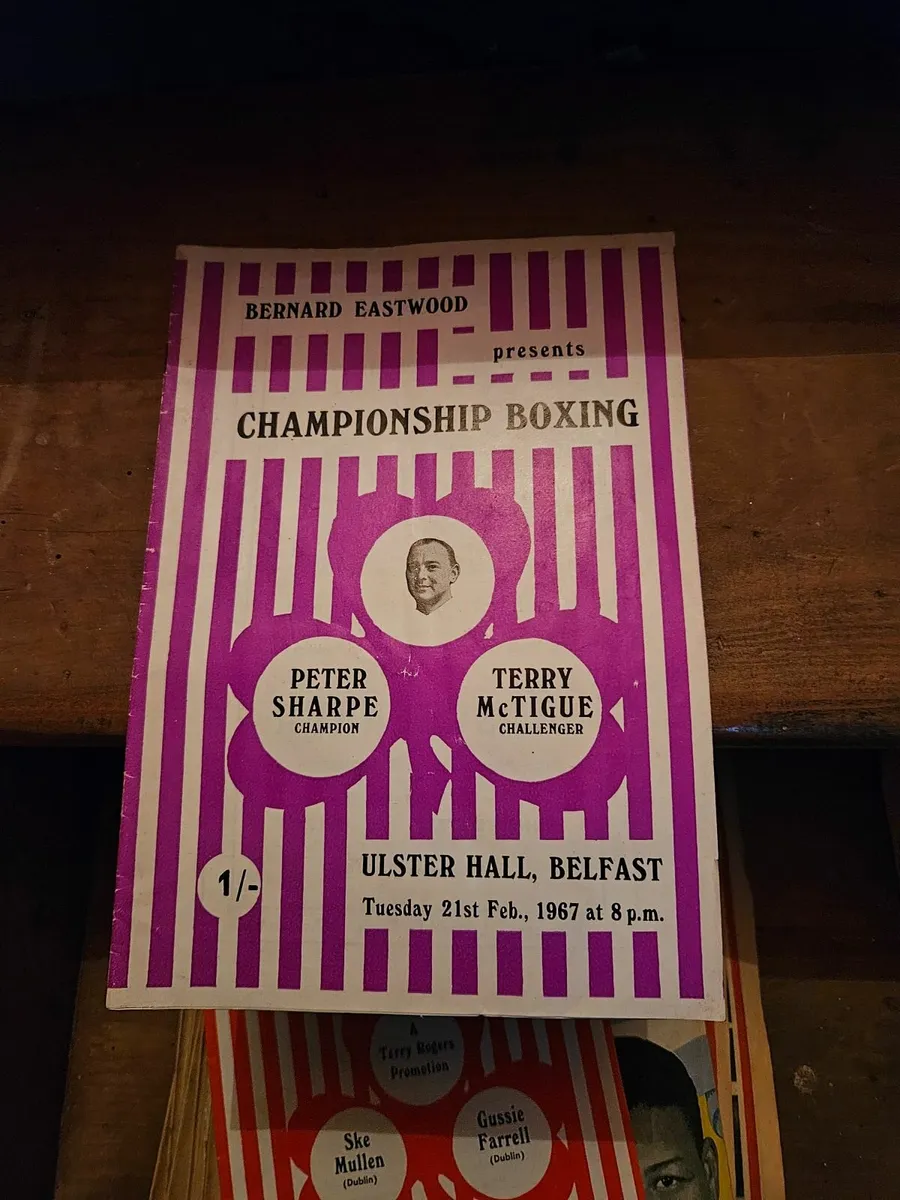 BERNARD EASTWOOD
presents
CHAMPIONSHIP BOXING
PETER
SHARPE
CHAMPION
TERRY
McTIGUE
CHALLENGER
1/-
ULSTER HALL, BELFAST
Tuesday 21st Feb., 1967 at 8 p.m.
A
Terry Rogers
Promotion
Ske
Mullen
(Dublin)
Gussie
Farrell
(Dublin)